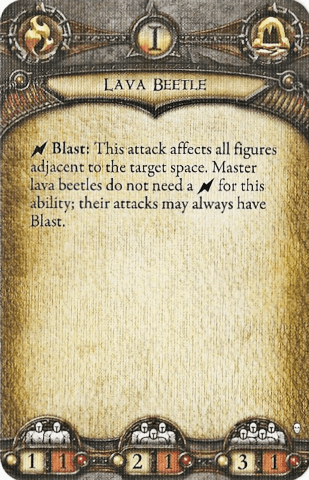 I
LAVA BEETLE
Blast: This attack affects all figures
adjacent to the target space. Master
lava beetles do not need a for this
ability; their attacks may always have
Blast.
1 1 2 1 3 1